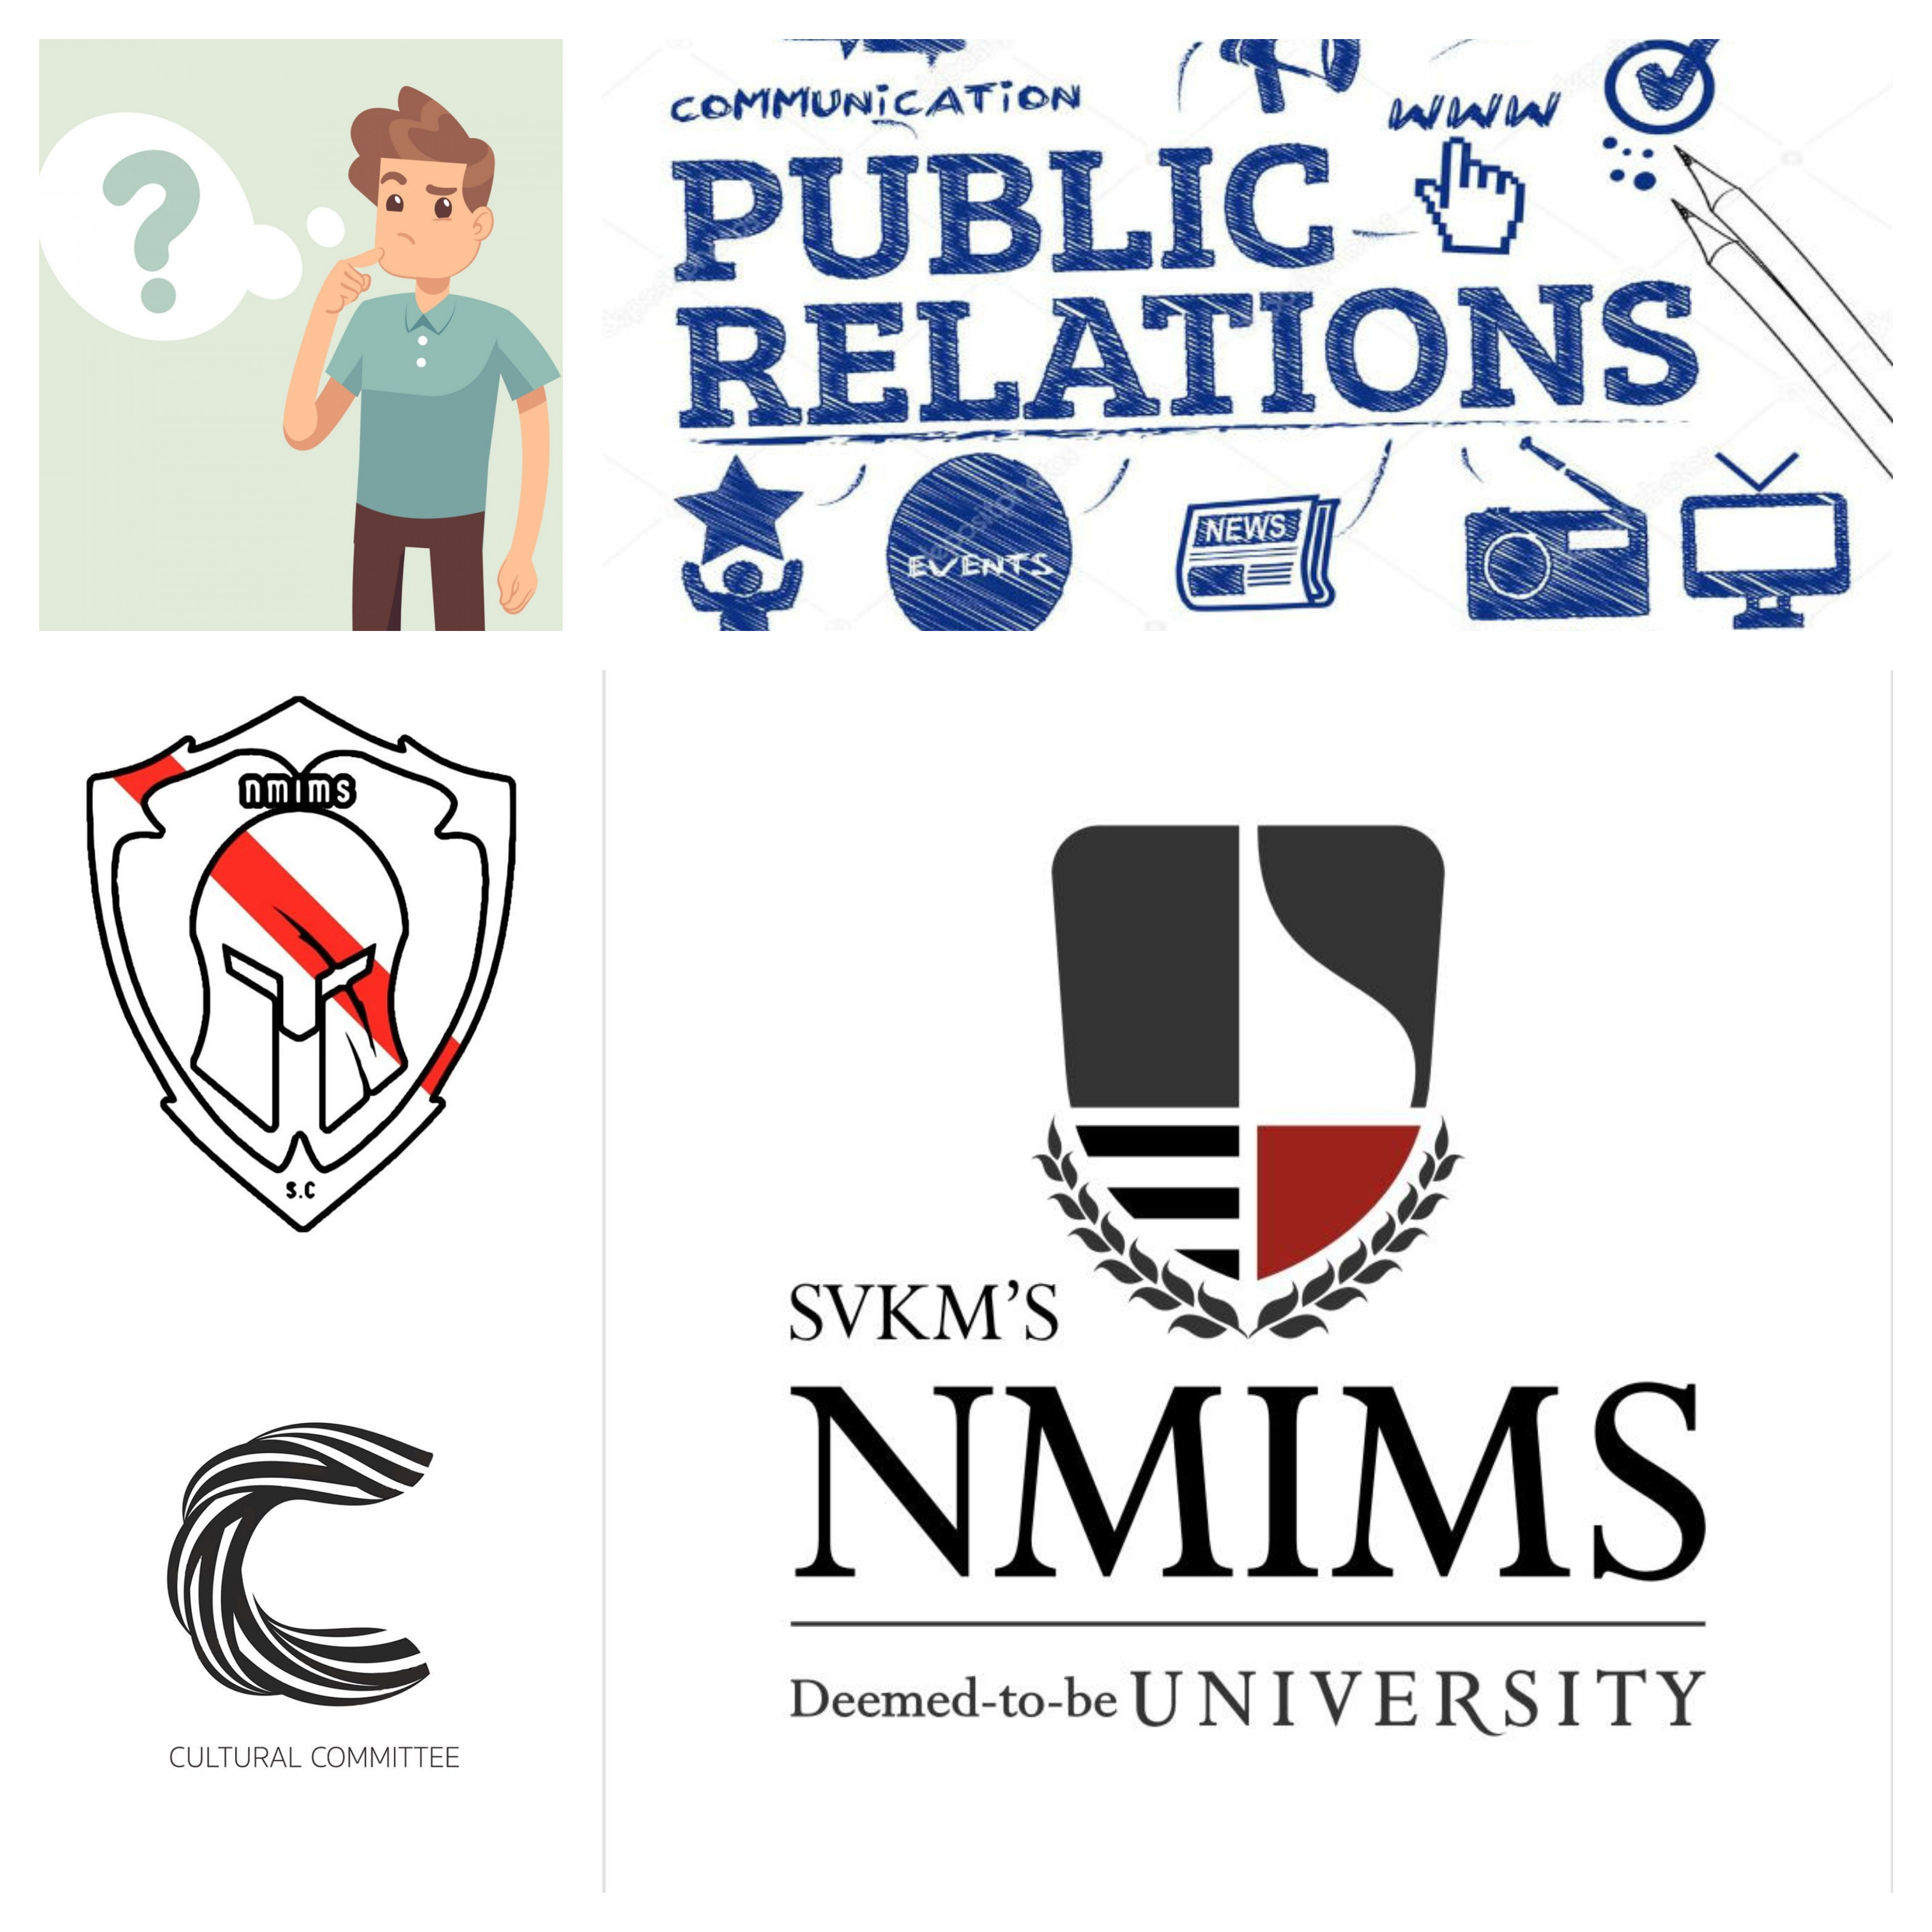 ?
COMMUNiCATiON
WWW
PUBLIC
RELATIONS
EVENTS
NEWS
nmims
S.C
CULTURAL COMMITTEE
SVKM'S
NMIMS
Deemed-to-be UNIVERSITY